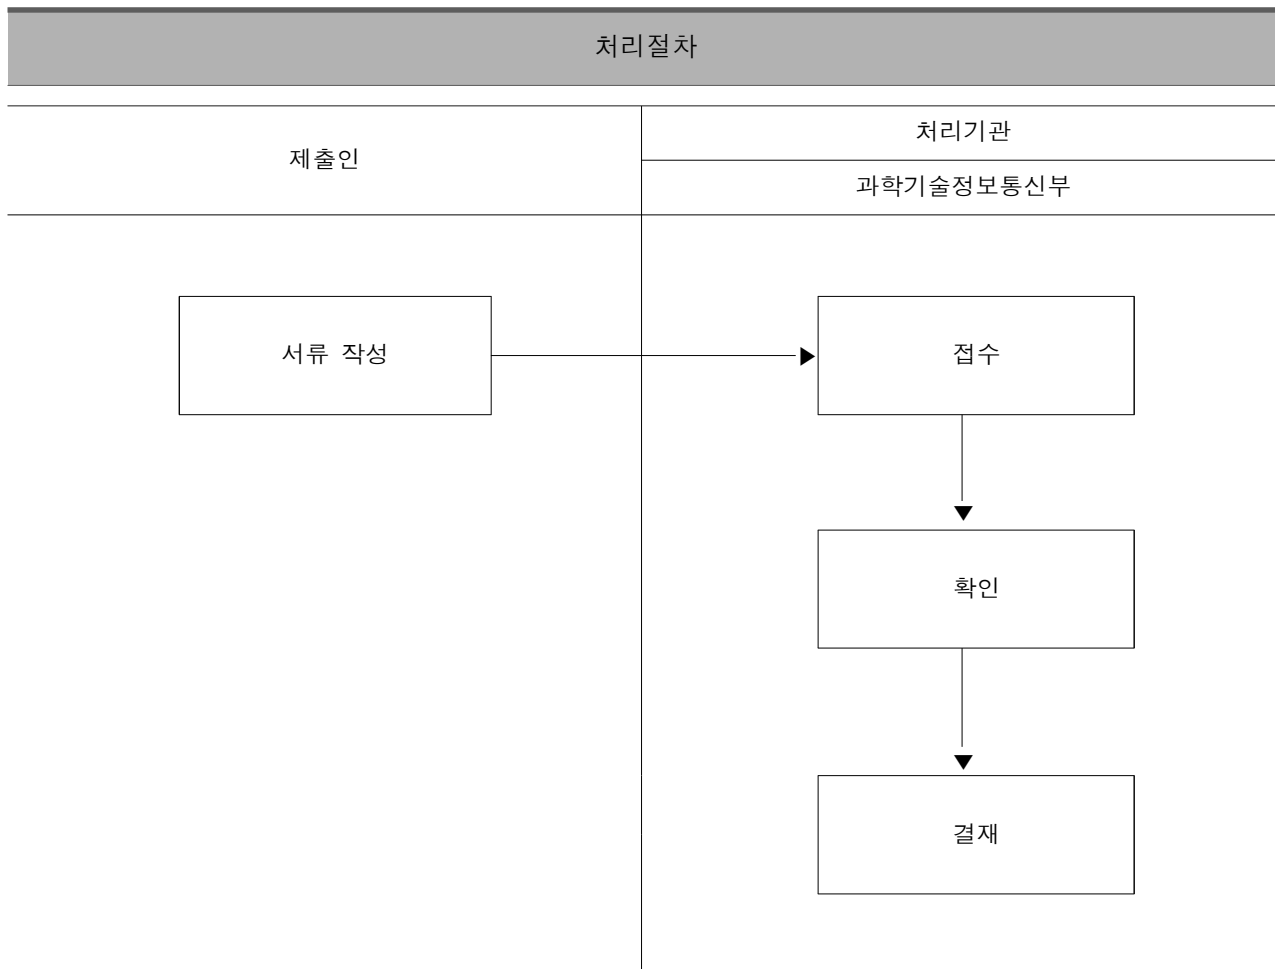 처리절차
제출인
처리기관
과학기술정보통신부
서류 작성
접수
확인
결재